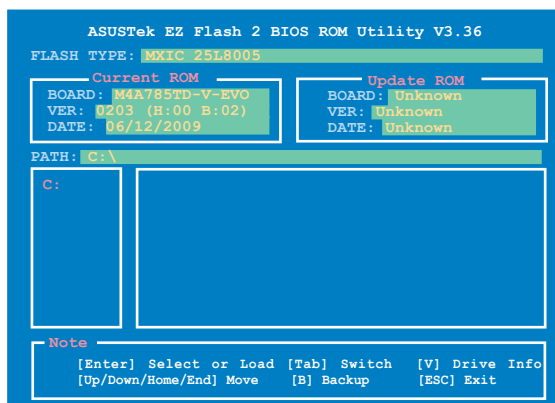 ASUSTek EZ Flash 2 BIOS ROM Utility V3.36
FLASH TYPE: MXIC 25L8005
Current ROM
BOARD: M4A785TD-V-EVO
VER: 0203 (H:00 B:02)
DATE: 06/12/2009
Update ROM
BOARD: Unknown
VER: Unknown
DATE: Unknown
PATH: C:\
C:
Note
[Enter] Select or Load [Tab] Switch [V] Drive Info
[Up/Down/Home/End] Move [B] Backup [ESC] Exit